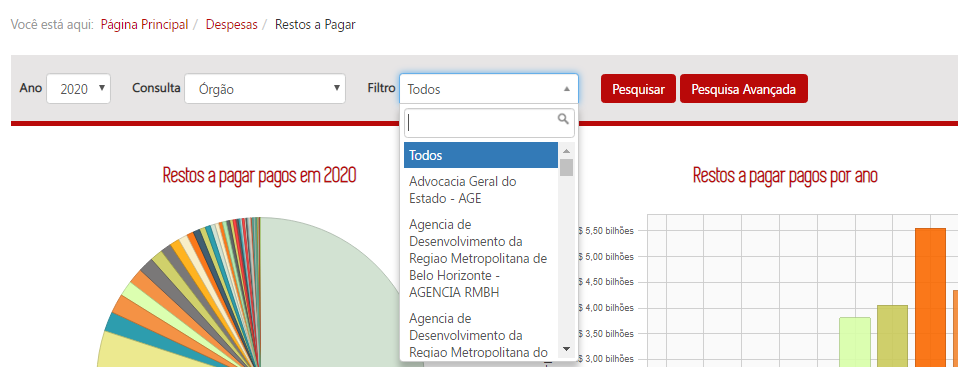 Você está aqui: Página Principal / Despesas / Restos a Pagar
Ano 2020 Consulta Órgão Filtro Todos Pesquisar Pesquisa Avançada
Todos
Advocacia Geral do
Estado - AGE
Agencia de
Desenvolvimento da
Regiao Metropolitana de
Belo Horizonte -
AGENCIA RMBH
Agencia de
Desenvolvimento da
Regiao Metropolitana do
Restos a pagar pagos em 2020
Restos a pagar pagos por ano
$ 5,50 bilhões
$ 5,00 bilhões
$ 4,50 bilhões
$ 4,00 bilhões
$ 3,50 bilhões
$ 3,00 bilhões